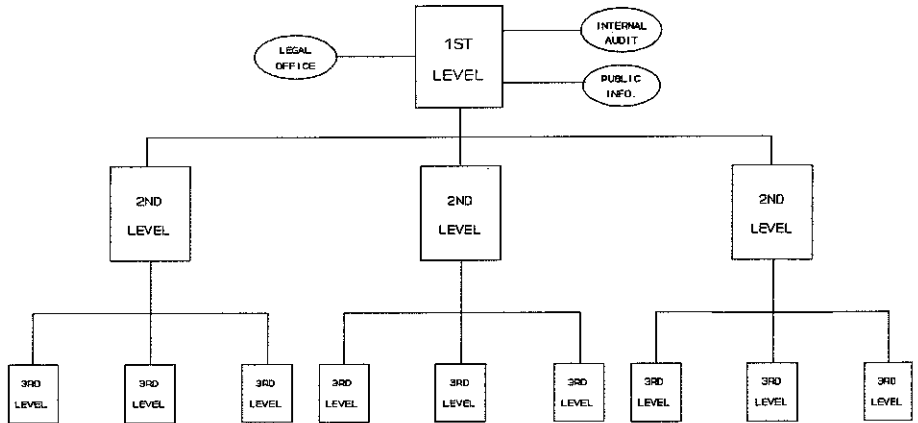 LEGAL
OFFICE
1ST
LEVEL
INTERNAL
AUDIT
PUBLIC
INFO.
2ND
LEVEL
2ND
LEVEL
2ND
LEVEL
3RD
LEVEL
3RD
LEVEL
3RD
LEVEL
3RD
LEVEL
3RD
LEVEL
3RD
LEVEL
3RD
LEVEL
3RD
LEVEL
3RD
LEVEL